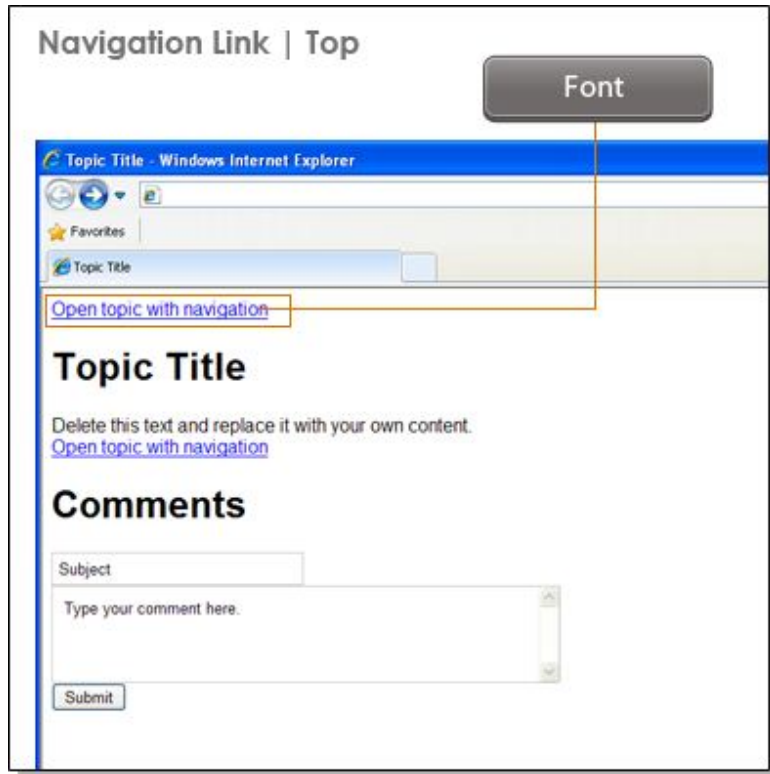 Navigation Link | Top
Font
Topic Title - Windows Internet Explorer
Favorites
Topic Title
Open topic with navigation
Topic Title
Delete this text and replace it with your own content.
Open topic with navigation
Comments
Subject
Type your comment here.
Submit